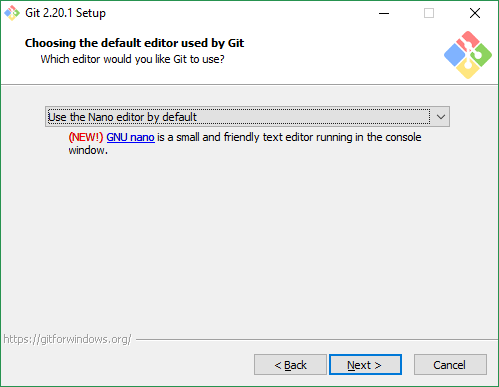 Git 2.20.1 Setup
Choosing the default editor used by Git
Which editor would you like Git to use?
Use the Nano editor by default
(NEW!) GNU nano is a small and friendly text editor running in the console
window.
https://gitforwindows.org/
< Back
Next >
Cancel